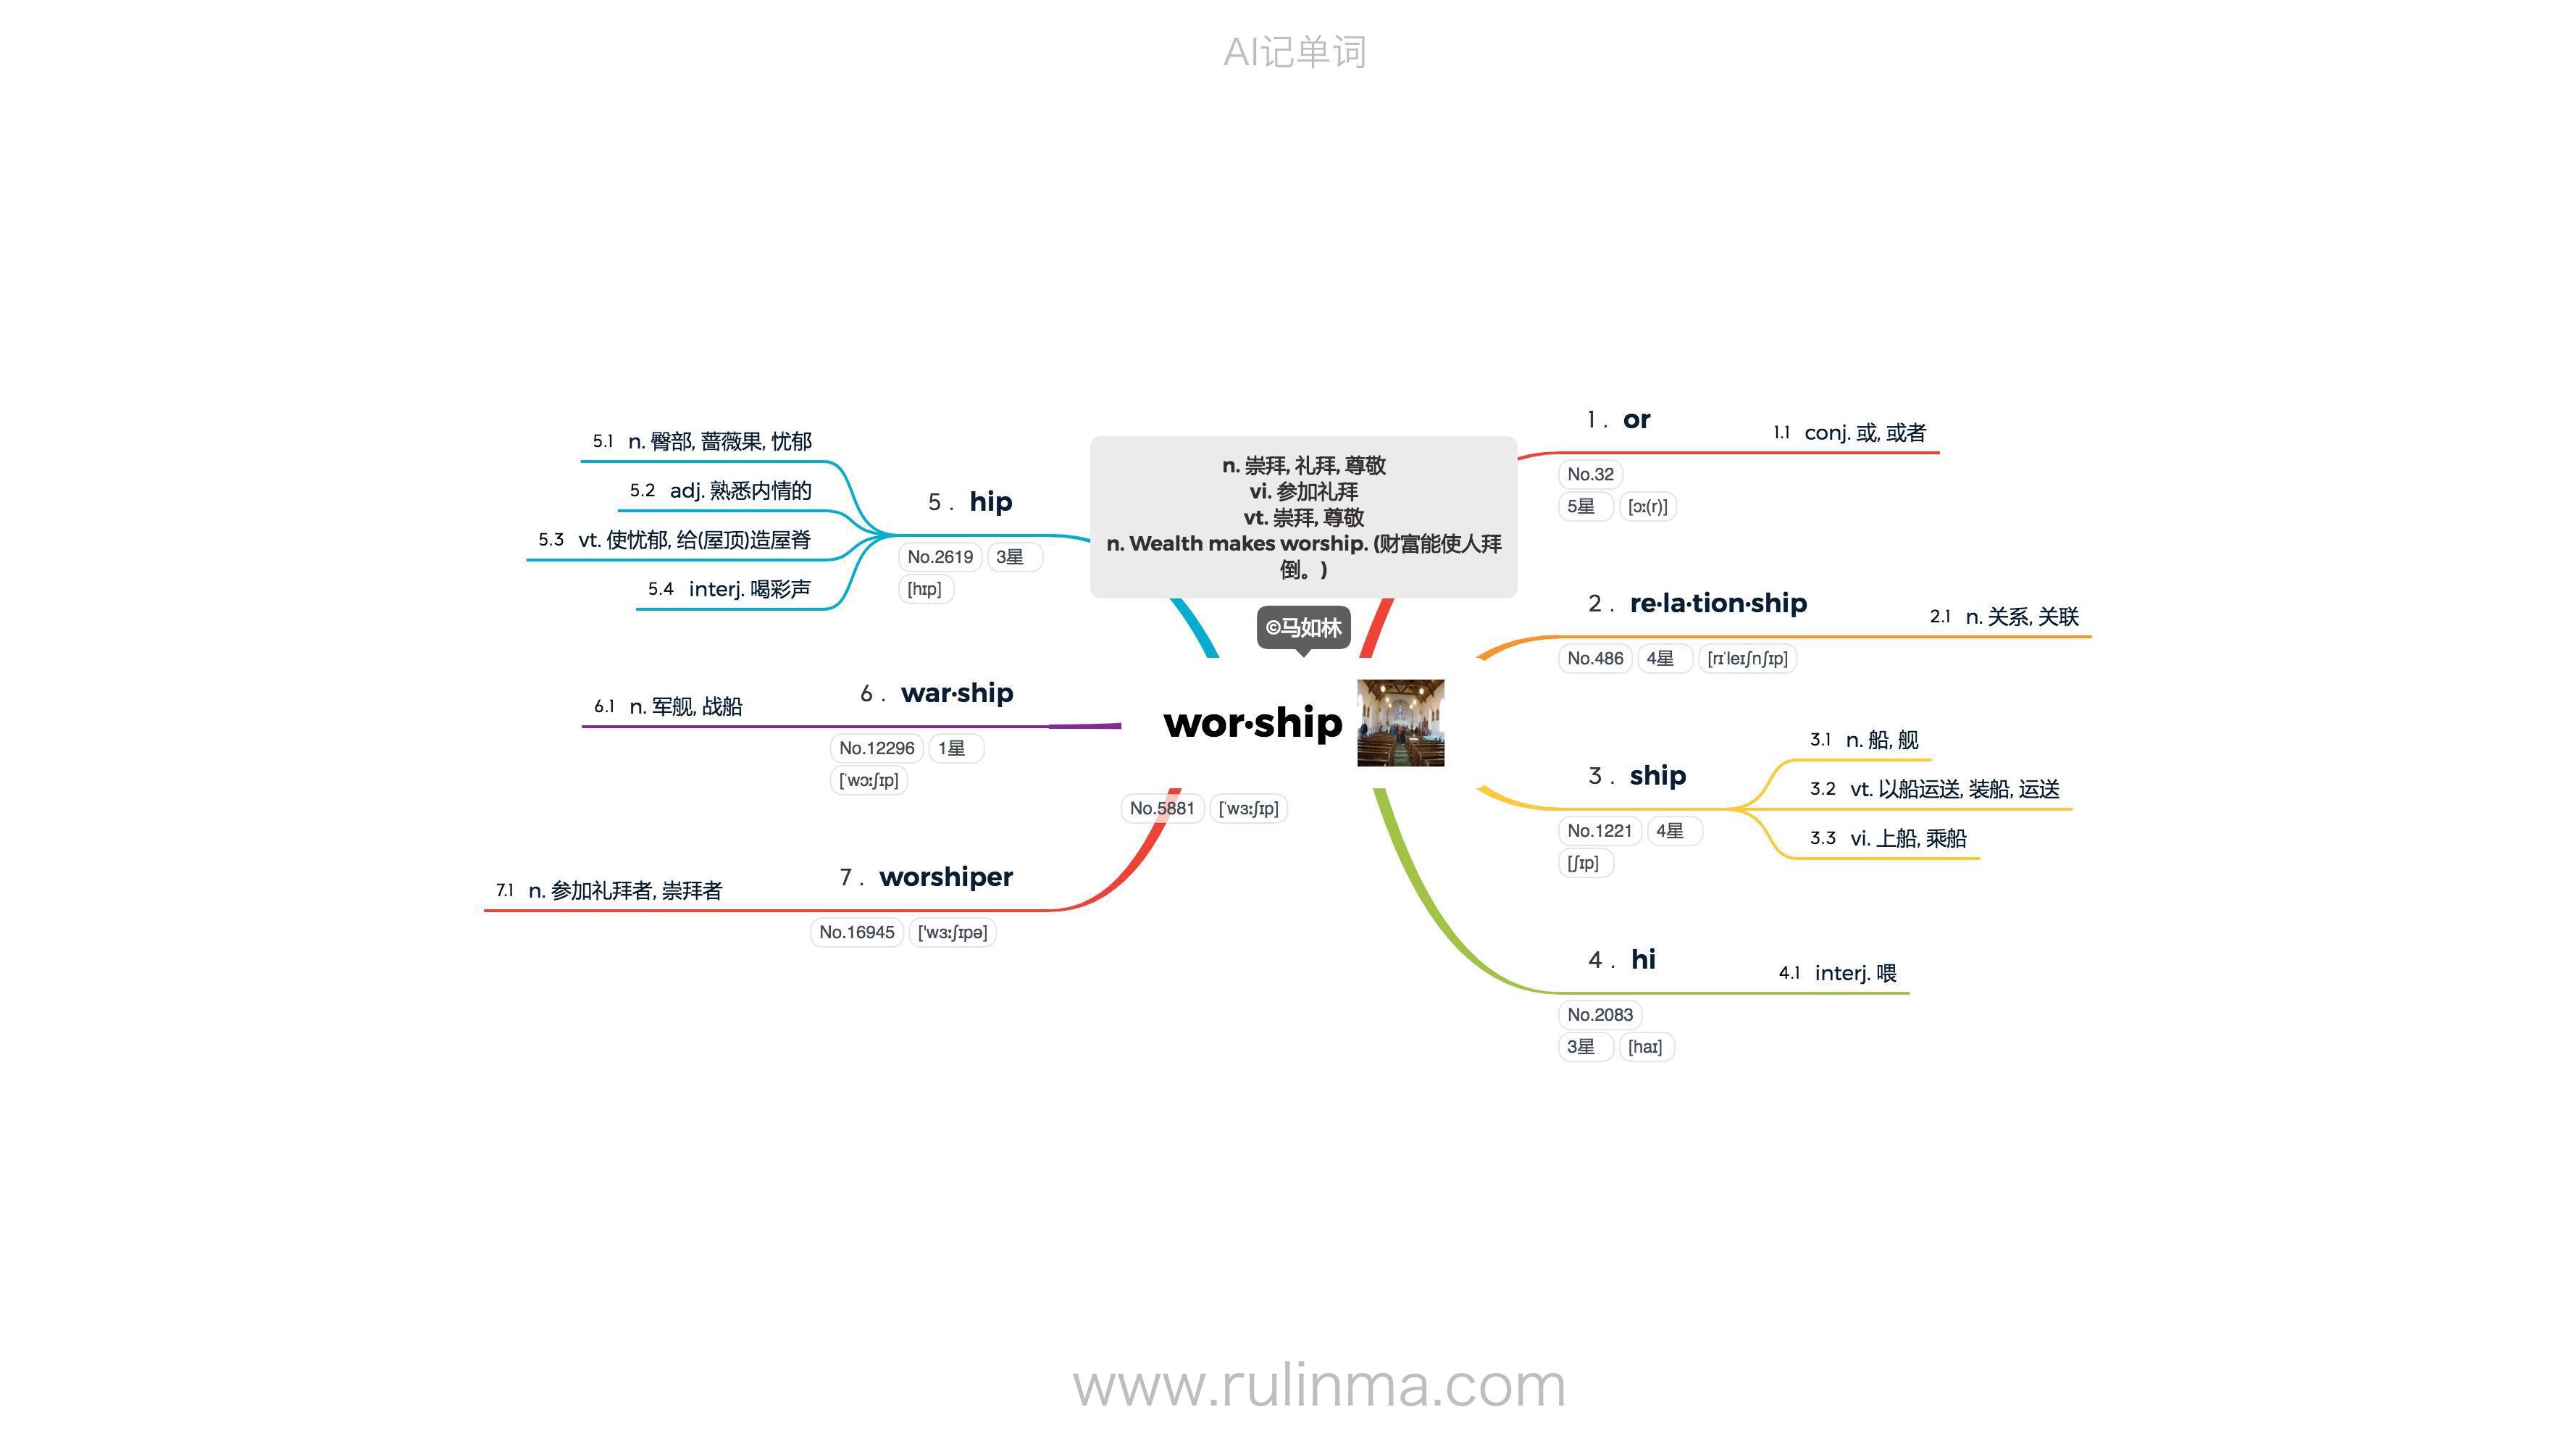 AI记单词
n. 崇拜, 礼拜, 尊敬
vi. 参加礼拜
vt. 崇拜, 尊敬
n. Wealth makes worship. (财富能使人拜
倒。)
©马如林
wor·ship
No.5881 [ˈwɜːʃɪp]
1 . or
1.1 conj. 或, 或者
No.32
5星 [ɔː(r)]
2 . re·la·tion·ship
2.1 n. 关系, 关联
No.486 4星 [rɪˈleɪʃnʃɪp]
3 . ship
3.1 n. 船, 舰
3.2 vt. 以船运送, 装船, 运送
3.3 vi. 上船, 乘船
No.1221 4星
[ʃɪp]
4 . hi
4.1 interj. 喂
No.2083
3星 [haɪ]
5 . hip
5.1 n. 臀部, 蔷薇果, 忧郁
5.2 adj. 熟悉内情的
5.3 vt. 使忧郁, 给(屋顶)造屋脊
5.4 interj. 喝彩声
No.2619 3星
[hɪp]
6 . war·ship
6.1 n. 军舰, 战船
No.12296 1星
[ˈwɔːʃɪp]
7 . worshiper
7.1 n. 参加礼拜者, 崇拜者
No.16945 ['wɜːʃɪpə]
www.rulinma.com